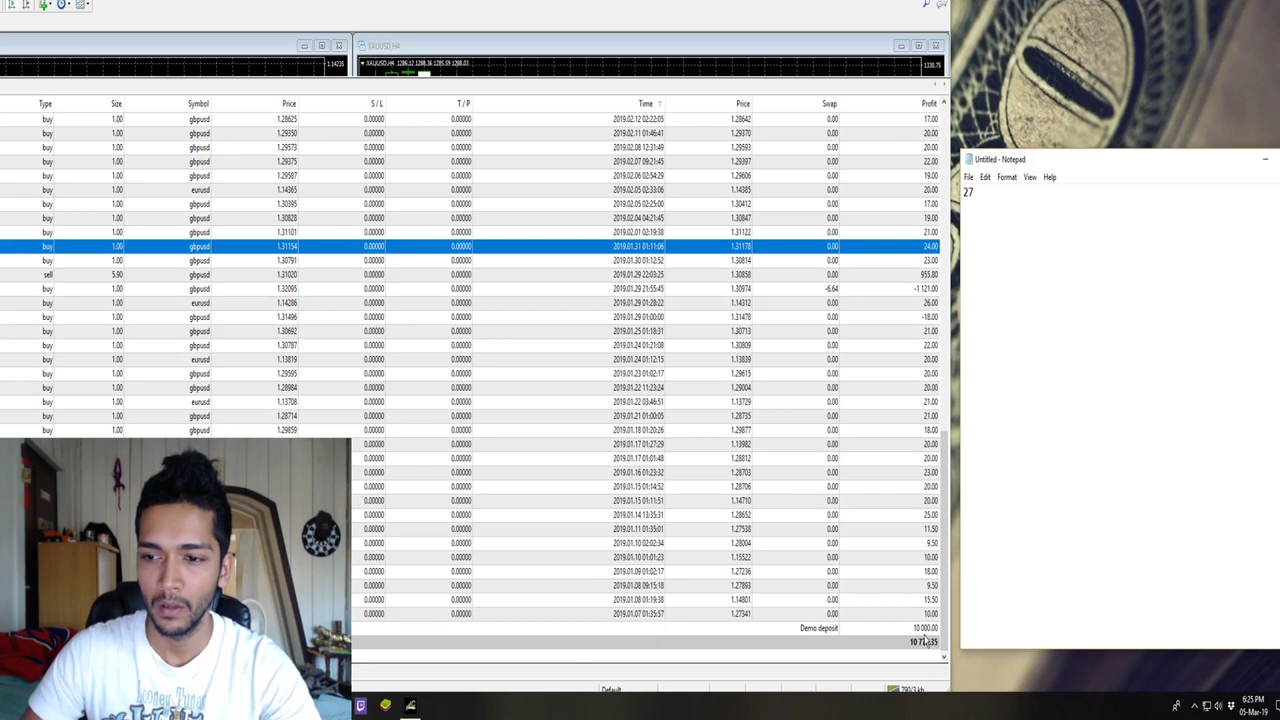 XAUUSD,H4
1.14235
XAUUSD,H4 1286.12 1288.36 1285.59 1288.03
1330.75
Type Size Symbol Price S / L T / P Time Price Swap Profit
buy 1.00 gbpusd 1.28625 0.00000 0.00000 2019.02.12 02:22:05 1.28642 0.00 17.00
buy 1.00 gbpusd 1.29350 0.00000 0.00000 2019.02.11 01:46:41 1.29370 0.00 20.00
buy 1.00 gbpusd 1.29573 0.00000 0.00000 2019.02.08 12:31:49 1.29593 0.00 20.00
buy 1.00 gbpusd 1.29375 0.00000 0.00000 2019.02.07 09:21:45 1.29397 0.00 22.00
buy 1.00 gbpusd 1.29587 0.00000 0.00000 2019.02.06 02:54:29 1.29606 0.00 19.00
buy 1.00 eurusd 1.14365 0.00000 0.00000 2019.02.05 02:33:06 1.14385 0.00 20.00
buy 1.00 gbpusd 1.30395 0.00000 0.00000 2019.02.05 02:25:00 1.30412 0.00 17.00
buy 1.00 gbpusd 1.30828 0.00000 0.00000 2019.02.04 04:21:45 1.30847 0.00 19.00
buy 1.00 gbpusd 1.31101 0.00000 0.00000 2019.02.01 02:19:38 1.31122 0.00 21.00
buy 1.00 gbpusd 1.31154 0.00000 0.00000 2019.01.31 01:11:06 1.31178 0.00 24.00
buy 1.00 gbpusd 1.30791 0.00000 0.00000 2019.01.30 01:12:52 1.30814 0.00 23.00
sell 5.90 gbpusd 1.31020 0.00000 0.00000 2019.01.29 22:03:25 1.30858 0.00 955.80
buy 1.00 gbpusd 1.32095 0.00000 0.00000 2019.01.29 21:55:45 1.30974 -6.64 -1 121.00
buy 1.00 eurusd 1.14286 0.00000 0.00000 2019.01.29 01:28:22 1.14312 0.00 26.00
buy 1.00 gbpusd 1.31496 0.00000 0.00000 2019.01.29 01:00:00 1.31478 0.00 -18.00
buy 1.00 gbpusd 1.30692 0.00000 0.00000 2019.01.25 01:18:31 1.30713 0.00 21.00
buy 1.00 gbpusd 1.30787 0.00000 0.00000 2019.01.24 01:21:08 1.30809 0.00 22.00
buy 1.00 eurusd 1.13819 0.00000 0.00000 2019.01.24 01:12:15 1.13839 0.00 20.00
buy 1.00 gbpusd 1.29595 0.00000 0.00000 2019.01.23 01:02:17 1.29615 0.00 20.00
buy 1.00 gbpusd 1.28984 0.00000 0.00000 2019.01.22 11:23:24 1.29004 0.00 20.00
buy 1.00 eurusd 1.13708 0.00000 0.00000 2019.01.22 03:46:51 1.13729 0.00 21.00
buy 1.00 gbpusd 1.28714 0.00000 0.00000 2019.01.21 01:00:05 1.28735 0.00 21.00
buy 1.00 gbpusd 1.29859 0.00000 0.00000 2019.01.18 01:20:26 1.29877 0.00 18.00
0.00000 0.00000 2019.01.17 01:27:29 1.13982 0.00 20.00
0.00000 0.00000 2019.01.17 01:01:48 1.28812 0.00 20.00
0.00000 0.00000 2019.01.16 01:23:32 1.28703 0.00 23.00
0.00000 0.00000 2019.01.15 01:14:52 1.28706 0.00 20.00
0.00000 0.00000 2019.01.15 01:11:51 1.14710 0.00 20.00
0.00000 0.00000 2019.01.14 13:35:31 1.28652 0.00 25.00
0.00000 0.00000 2019.01.11 01:35:01 1.27538 0.00 11.50
0.00000 0.00000 2019.01.10 02:02:34 1.28004 0.00 9.50
0.00000 0.00000 2019.01.10 01:01:23 1.15522 0.00 10.00
0.00000 0.00000 2019.01.09 01:02:17 1.27236 0.00 18.00
0.00000 0.00000 2019.01.08 09:15:18 1.27893 0.00 9.50
0.00000 0.00000 2019.01.08 01:19:38 1.14801 0.00 15.50
0.00000 0.00000 2019.01.07 01:35:57 1.27341 0.00 10.00
Demo deposit 10 000.00
Default
790/3 kb
Untitled - Notepad
File Edit Format View Help
27
Looney Tunes
6:25 PM
05-Mar-19